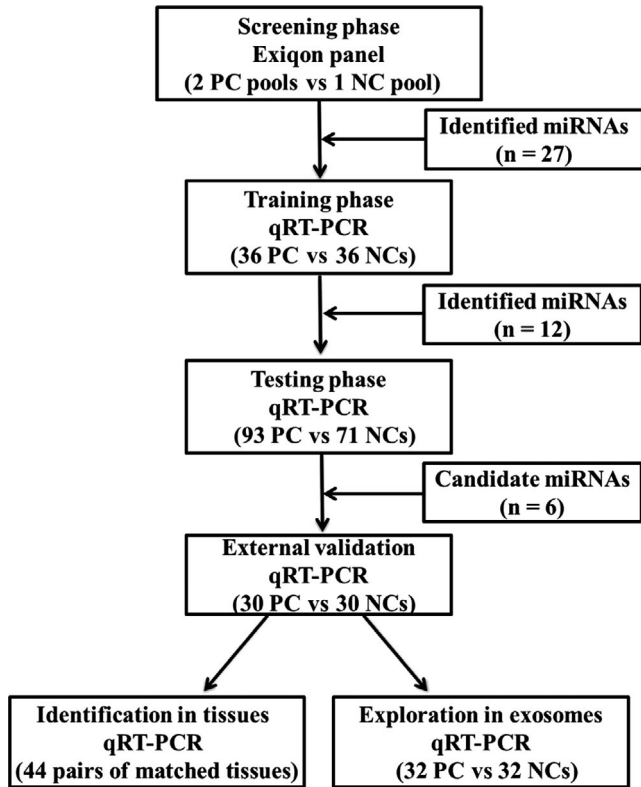 Screening phase
Exiqon panel
(2 PC pools vs 1 NC pool)
Identified miRNAs
(n = 27)
Training phase
qRT-PCR
(36 PC vs 36 NCs)
Identified miRNAs
(n = 12)
Testing phase
qRT-PCR
(93 PC vs 71 NCs)
Candidate miRNAs
(n = 6)
External validation
qRT-PCR
(30 PC vs 30 NCs)
Identification in tissues
qRT-PCR
(44 pairs of matched tissues)
Exploration in exosomes
qRT-PCR
(32 PC vs 32 NCs)